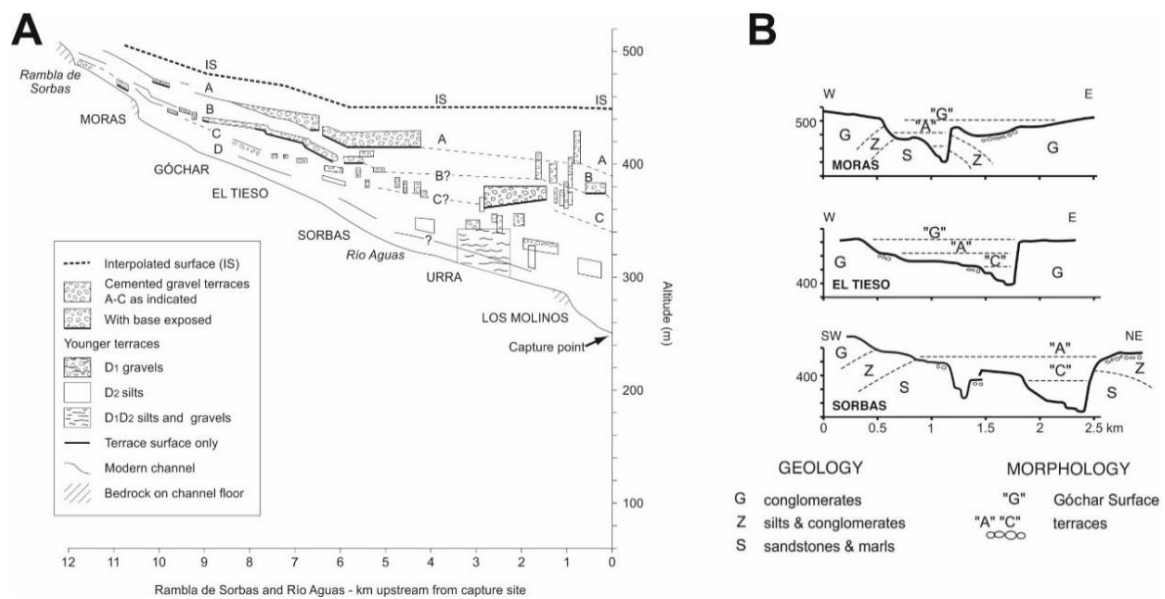 A
IS
IS
IS
Rambla de
Sorbas
A
B
C
D
MORAS
GÓCHAR
EL TIESO
SORBAS
Río Aguas
URRA
LOS MOLINOS
Capture point
A
B?
C?
?
A
B
C
500
400
300
200
100
Altitude (m)
Interpolated surface (IS)
Cemented gravel terraces
A-C as indicated
With base exposed
Younger terraces
D1 gravels
D2 silts
D1D2 silts and gravels
Terrace surface only
Modern channel
Bedrock on channel floor
12 11 10 9 8 7 6 5 4 3 2 1 0
Rambla de Sorbas and Río Aguas - km upstream from capture site
B
W E
500
"G"
"A"
G Z S Z G
MORAS
W E
"G"
"A"
"C"
G G
400
EL TIESO
SW NE
"A"
"C"
G Z S S Z
400
SORBAS
0 0.5 1 1.5 2 2.5 km
GEOLOGY
G conglomerates
Z silts & conglomerates
S sandstones & marls
MORPHOLOGY
"G" Góchar Surface
"A" "C" terraces